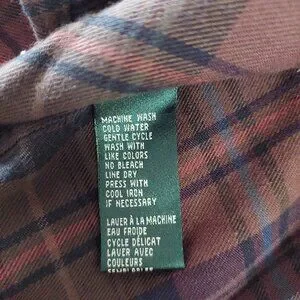 MACHINE WASH
COLD WATER
GENTLE CYCLE
WASH WITH
LIKE COLORS
NO BLEACH
LINE DRY
PRESS WITH
COOL IRON
IF NECESSARY
LAVER À LA MACHINE
EAU FROIDE
CYCLE DÉLICAT
LAVER AVEC
COULEURS
SEMBLABLES